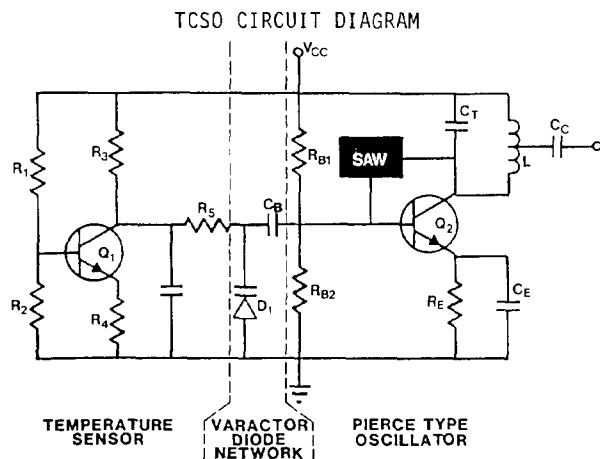 TCSO CIRCUIT DIAGRAM
VCC
R1
R3
RB1
SAW
CT
L
CC
R5
CB
Q1
Q2
R2
R4
D1
RB2
RE
CE
TEMPERATURE
SENSOR
VARACTOR
DIODE
NETWORK
PIERCE TYPE
OSCILLATOR